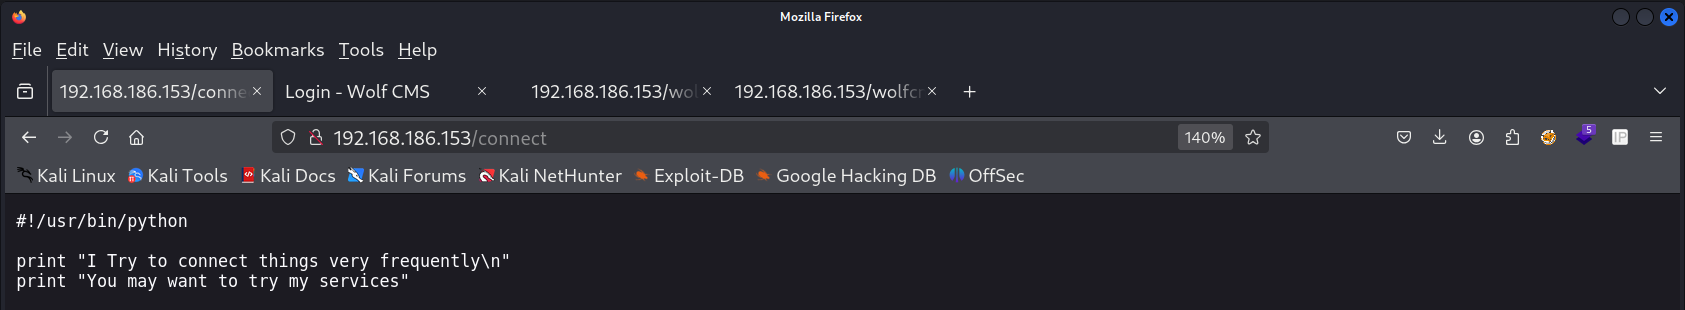 Mozilla Firefox
File Edit View History Bookmarks Tools Help
192.168.186.153/conne Login - Wolf CMS 192.168.186.153/wol 192.168.186.153/wolfc
192.168.186.153/connect 140% 5 IP
Kali Linux Kali Tools Kali Docs Kali Forums Kali NetHunter Exploit-DB Google Hacking DB OffSec
#!/usr/bin/python
print "I Try to connect things very frequently\n"
print "You may want to try my services"